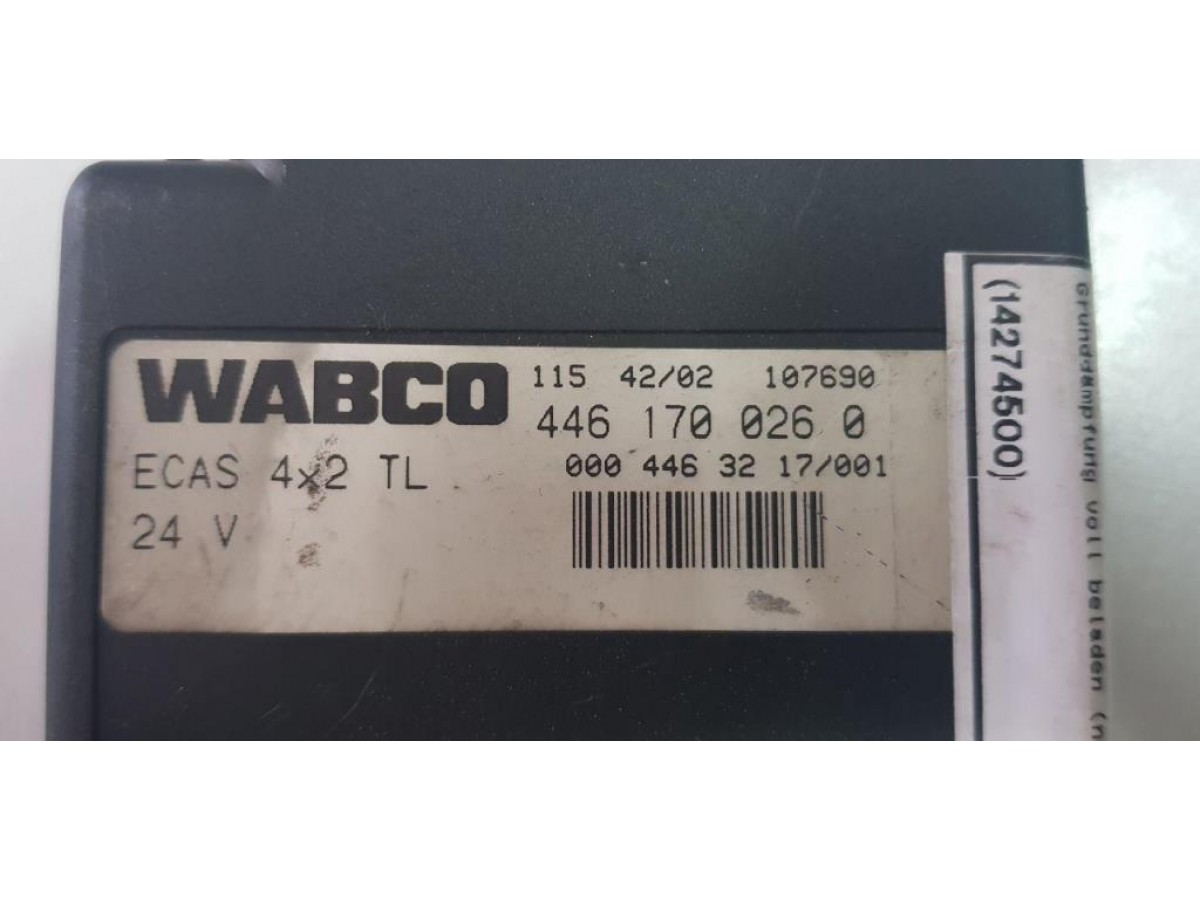 WABCO
115 42/02 107690
446 170 026 0
ECAS 4x2 TL
000 446 32 17/001
24 V
(14274500)
Grunddämpfung voll beladen (n